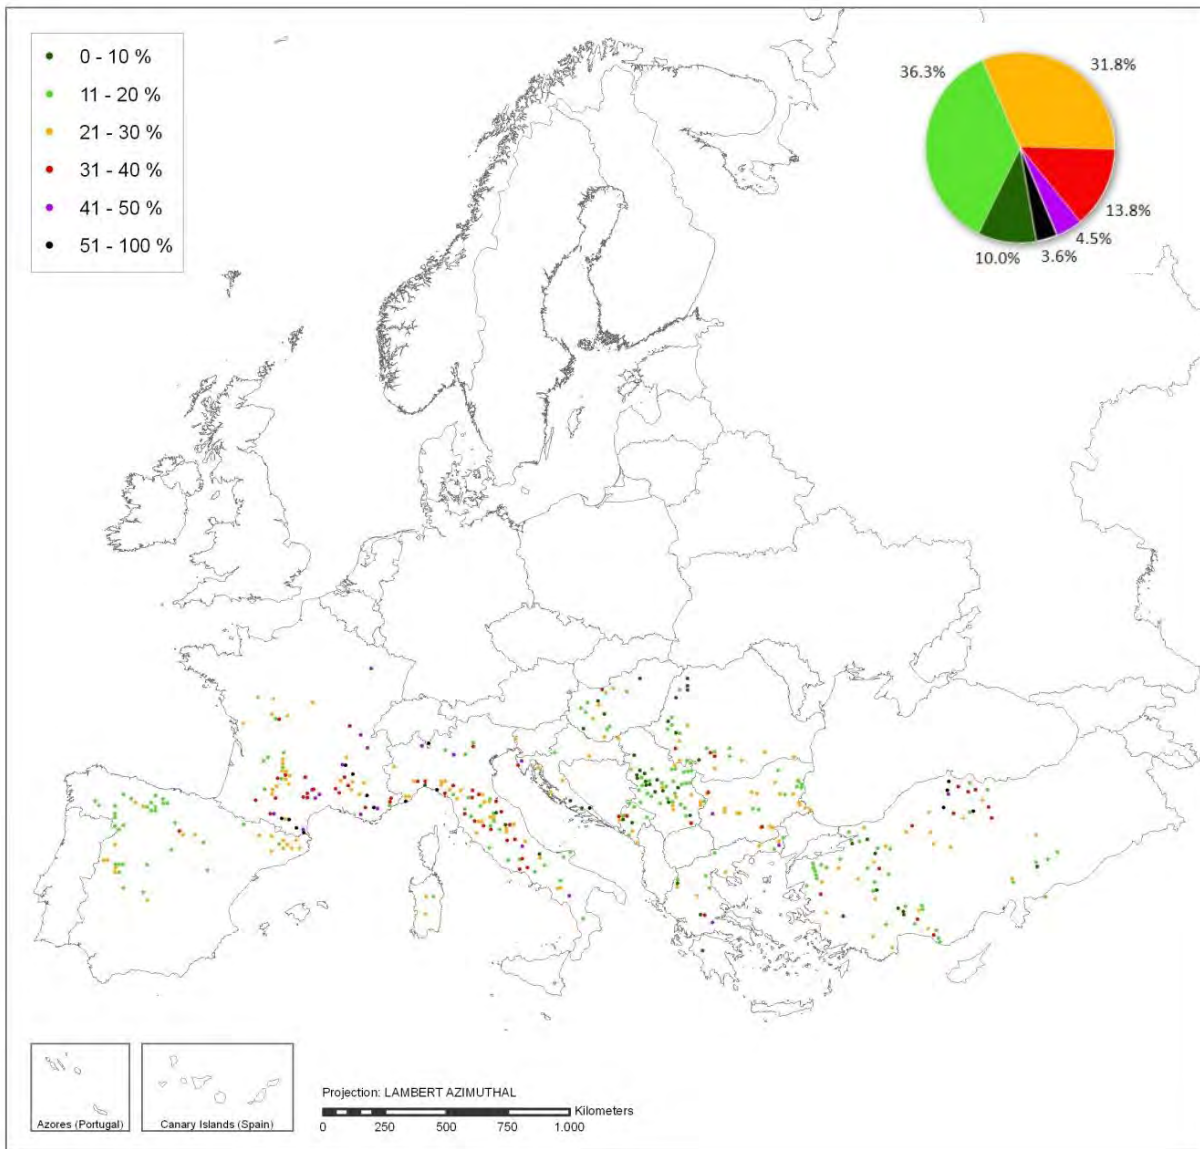 0 - 10 %
11 - 20 %
21 - 30 %
31 - 40 %
41 - 50 %
51 - 100 %
36.3%
31.8%
13.8%
4.5%
3.6%
10.0%
Azores (Portugal)
Canary Islands (Spain)
Projection: LAMBERT AZIMUTHAL
Kilometers
0 250 500 750 1.000